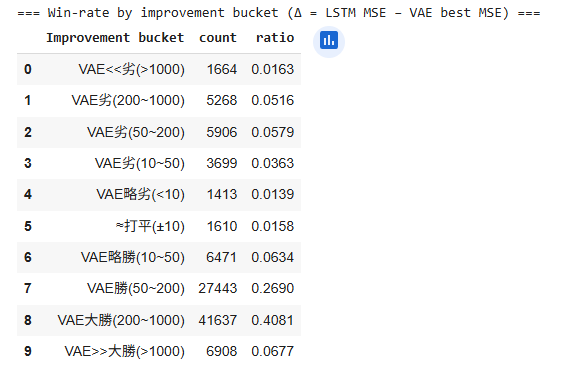 === Win-rate by improvement bucket (Δ = LSTM MSE − VAE best MSE) ===
Improvement bucket count ratio
0 VAE<<劣(>1000) 1664 0.0163
1 VAE劣(200~1000) 5268 0.0516
2 VAE劣(50~200) 5906 0.0579
3 VAE劣(10~50) 3699 0.0363
4 VAE略劣(<10) 1413 0.0139
5 ≈打平(±10) 1610 0.0158
6 VAE略勝(10~50) 6471 0.0634
7 VAE勝(50~200) 27443 0.2690
8 VAE大勝(200~1000) 41637 0.4081
9 VAE>>大勝(>1000) 6908 0.0677